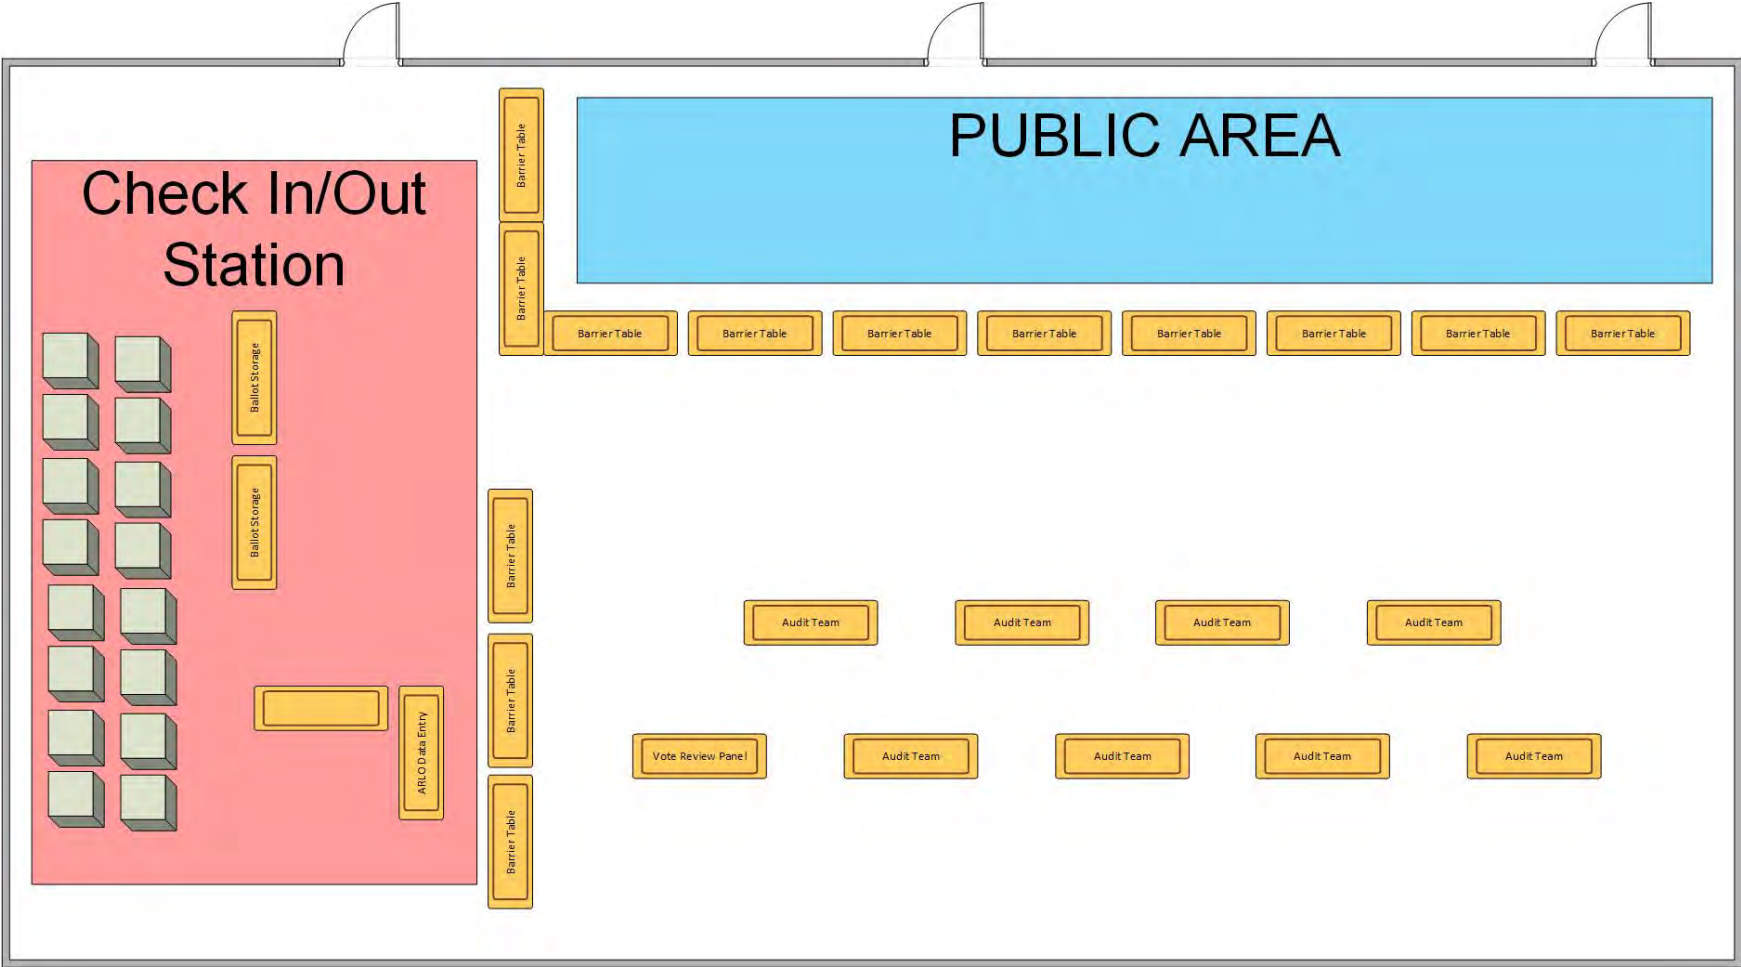 PUBLIC AREA
Check In/Out
Station
Barrier Table
Barrier Table
Barrier Table
Barrier Table
Barrier Table
Barrier Table
Barrier Table
Barrier Table
Barrier Table
Barrier Table
Ballot Storage
Ballot Storage
Barrier Table
Barrier Table
Barrier Table
ARLO Data Entry
Audit Team
Audit Team
Audit Team
Audit Team
Vote Review Panel
Audit Team
Audit Team
Audit Team
Audit Team